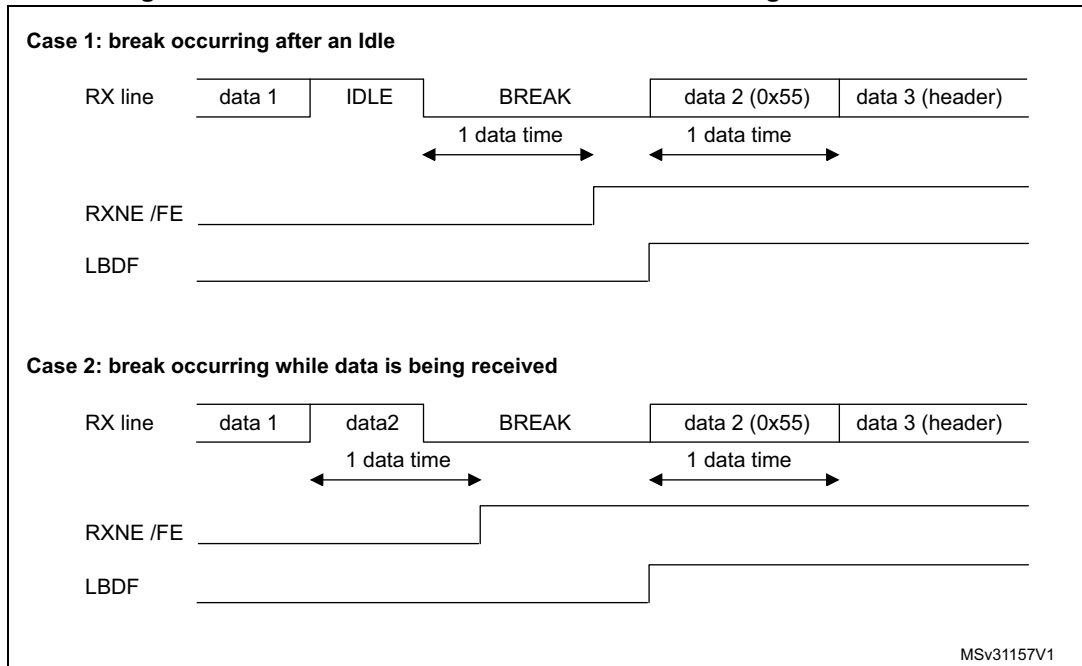 Case 1: break occurring after an Idle
RX line data 1 IDLE BREAK data 2 (0x55) data 3 (header)
1 data time 1 data time
RXNE /FE
LBDF
Case 2: break occurring while data is being received
RX line data 1 data2 BREAK data 2 (0x55) data 3 (header)
1 data time 1 data time
RXNE /FE
LBDF
MSv31157V1